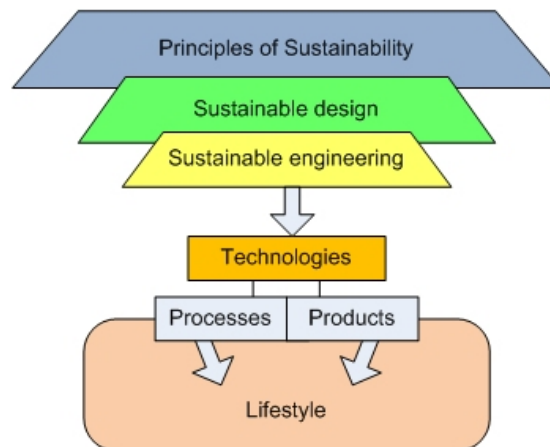 Principles of Sustainability
Sustainable design
Sustainable engineering
Technologies
Processes
Products
Lifestyle